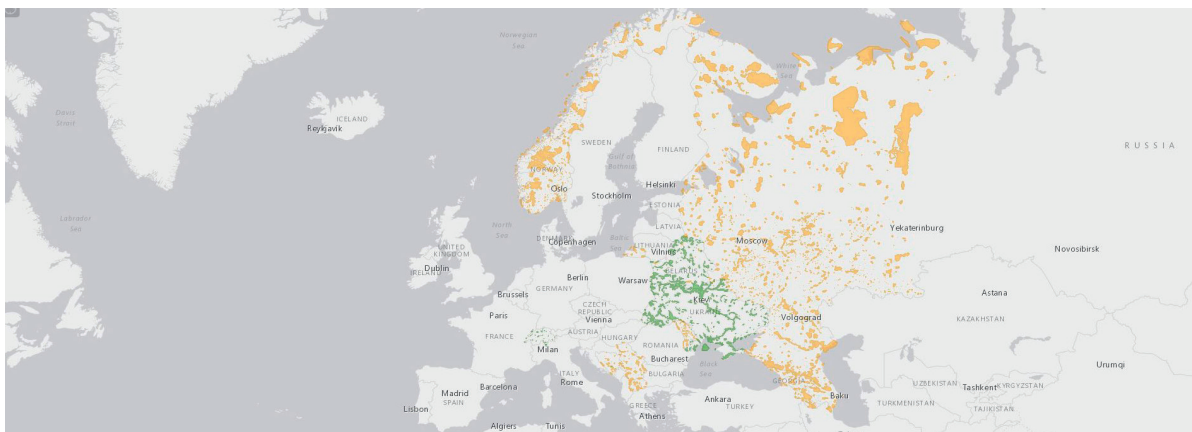 Norwegian
Sea
White
Sea
Davis
Strait
ICELAND
Reykjavik
RUSSIA
SWEDEN
FINLAND
Gulf of
Bothnia
NORWAY
Oslo
Helsinki
Stockholm
ESTONIA
Labrador
Sea
North
Sea
LATVIA
Yekaterinburg
DENMARK
Copenhagen
Baltic
Sea
LITHUANIA
Vilnius
Moscow
Novosibirsk
UNITED
KINGDOM
Dublin
IRELAND
BELARUS
Berlin
Warsaw
GERMANY
Brussels
Kiev
UKRAINE
Astana
CZECH
REPUBLIC
Paris
Vienna
Volgograd
KAZAKHSTAN
FRANCE
AUSTRIA
HUNGARY
Milan
ROMANIA
Bucharest
Black
Sea
Urumqi
ITALY
Rome
BULGARIA
GEORGIA
UZBEKISTAN
Tashkent
KYRGYZSTAN
Barcelona
Madrid
SPAIN
Ankara
TURKEY
Baku
TURKMENISTAN
TAJIKISTAN
Lisbon
GREECE
Athens
Algiers
Tunis